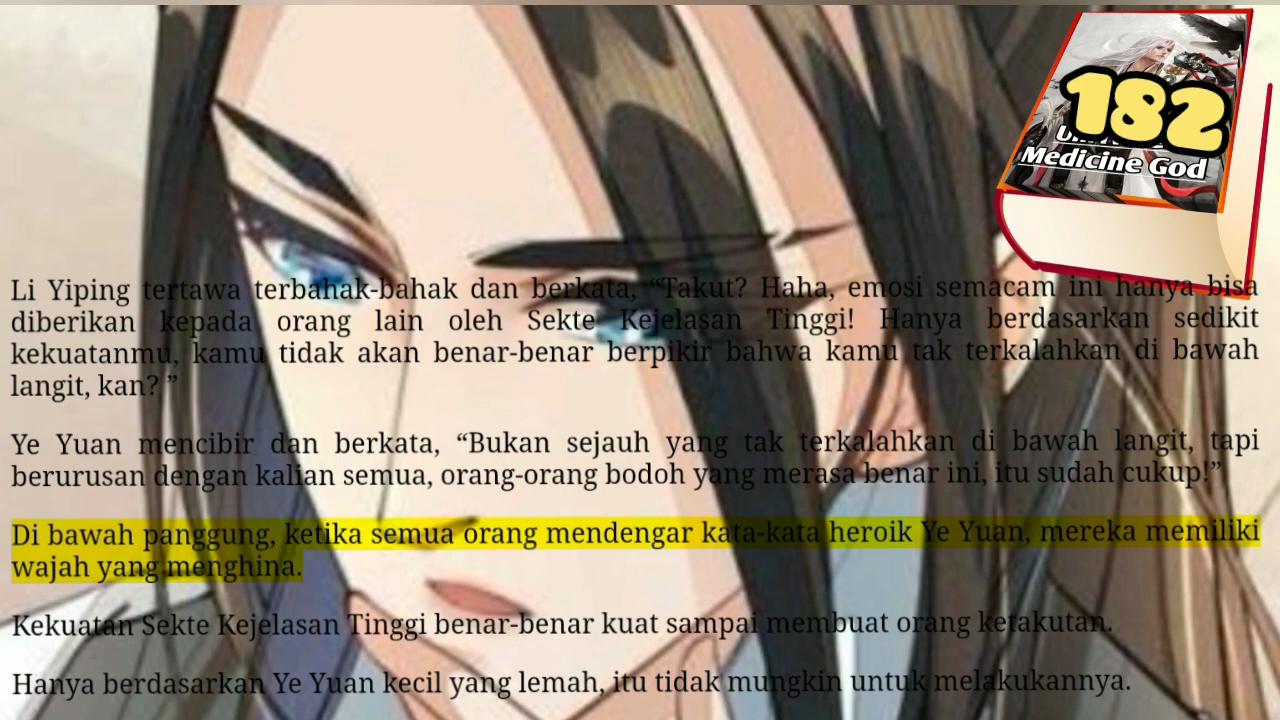 182
Medicine God
Li Yiping tertawa terbahak-bahak dan berkata, “Takut? Haha, emosi semacam ini hanya bisa
diberikan kepada orang lain oleh Sekte Kejelasan Tinggi! Hanya berdasarkan sedikit
kekuatanmu, kamu tidak akan benar-benar berpikir bahwa kamu tak terkalahkan di bawah
langit, kan? ”
Ye Yuan mencibir dan berkata, “Bukan sejauh yang tak terkalahkan di bawah langit, tapi
berurusan dengan kalian semua, orang-orang bodoh yang merasa benar ini, itu sudah cukup!”
Di bawah panggung, ketika semua orang mendengar kata-kata heroik Ye Yuan, mereka memiliki
wajah yang menghina.
Kekuatan Sekte Kejelasan Tinggi benar-benar kuat sampai membuat orang ketakutan.
Hanya berdasarkan Ye Yuan kecil yang lemah, itu tidak mungkin untuk melakukannya.